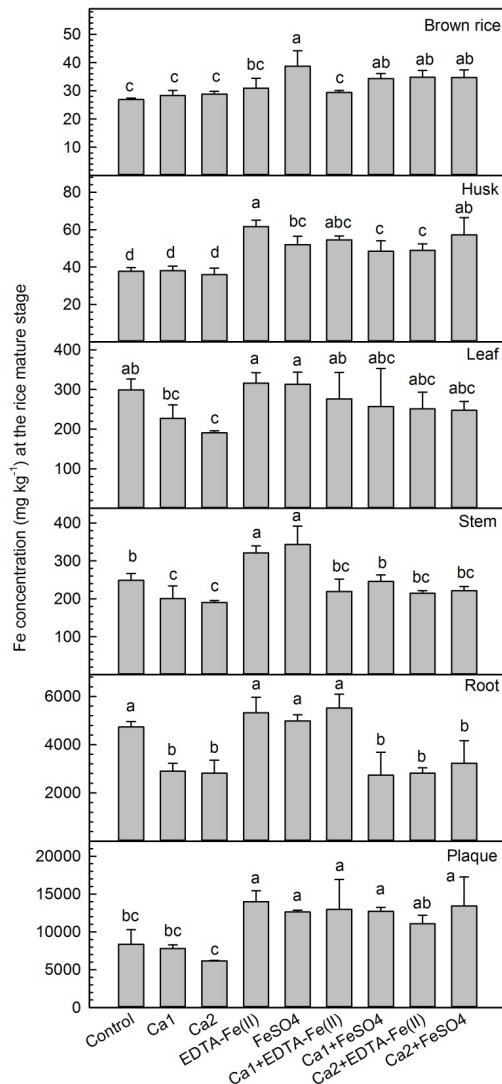 Fe concentration (mg kg⁻¹) at the rice mature stage
Brown rice
50
40
30
20
10
c c c bc a c ab ab ab
Husk
80
60
40
20
d d d a bc abc c c ab
Leaf
400
300
200
100
ab bc c a a ab abc abc abc
Stem
400
300
200
100
b c c a a bc b bc bc
Root
6000
4000
2000
a b b a a a b b b
Plaque
20000
15000
10000
5000
0
bc bc c a a a a ab a
Control
Ca1
Ca2
EDTA-Fe(II)
FeSO4
Ca1+EDTA-Fe(II)
Ca1+FeSO4
Ca2+EDTA-Fe(II)
Ca2+FeSO4